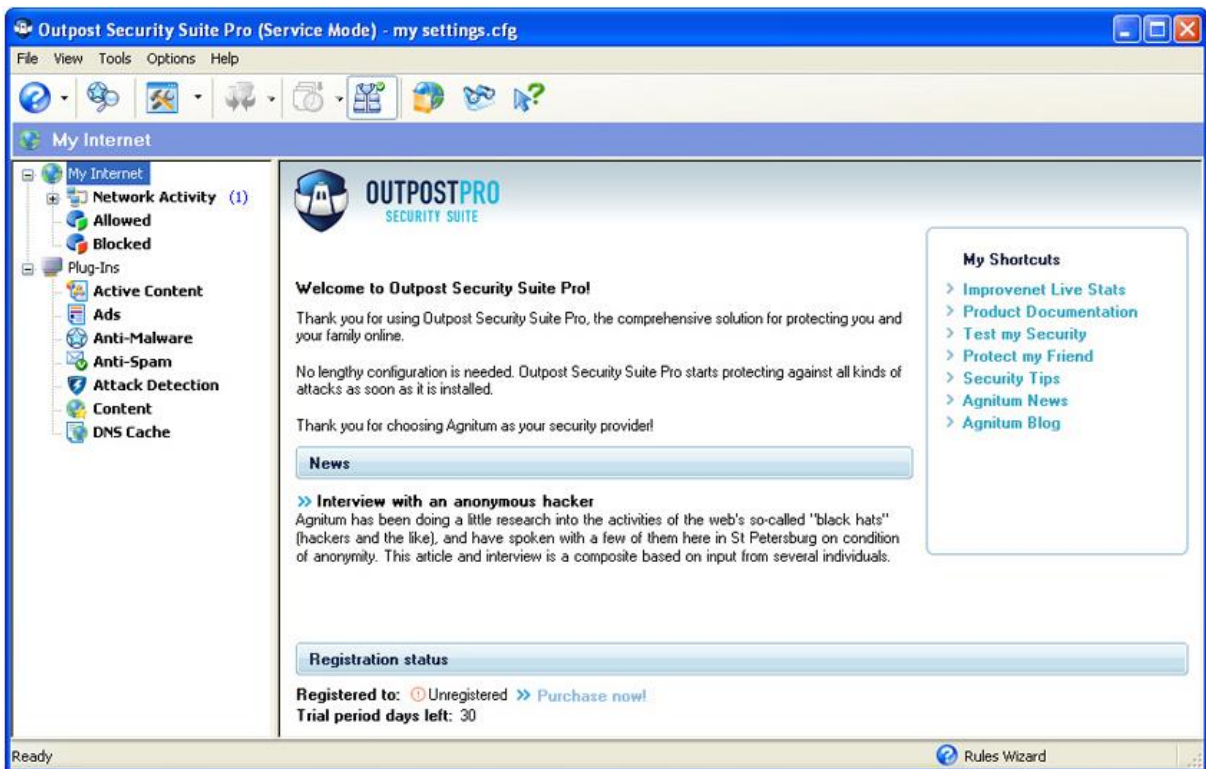 Outpost Security Suite Pro (Service Mode) - my settings.cfg
File View Tools Options Help
My Internet
My Internet
Network Activity (1)
Allowed
Blocked
Plug-Ins
Active Content
Ads
Anti-Malware
Anti-Spam
Attack Detection
Content
DNS Cache
OUTPOSTPRO
SECURITY SUITE
Welcome to Outpost Security Suite Pro!
Thank you for using Outpost Security Suite Pro, the comprehensive solution for protecting you and
your family online.
No lengthy configuration is needed. Outpost Security Suite Pro starts protecting against all kinds of
attacks as soon as it is installed.
Thank you for choosing Agnitum as your security provider!
News
» Interview with an anonymous hacker
Agnitum has been doing a little research into the activities of the web's so-called "black hats"
(hackers and the like), and have spoken with a few of them here in St Petersburg on condition
of anonymity. This article and interview is a composite based on input from several individuals.
My Shortcuts
> Improvenet Live Stats
> Product Documentation
> Test my Security
> Protect my Friend
> Security Tips
> Agnitum News
> Agnitum Blog
Registration status
Registered to: Unregistered » Purchase now!
Trial period days left: 30
Ready
Rules Wizard